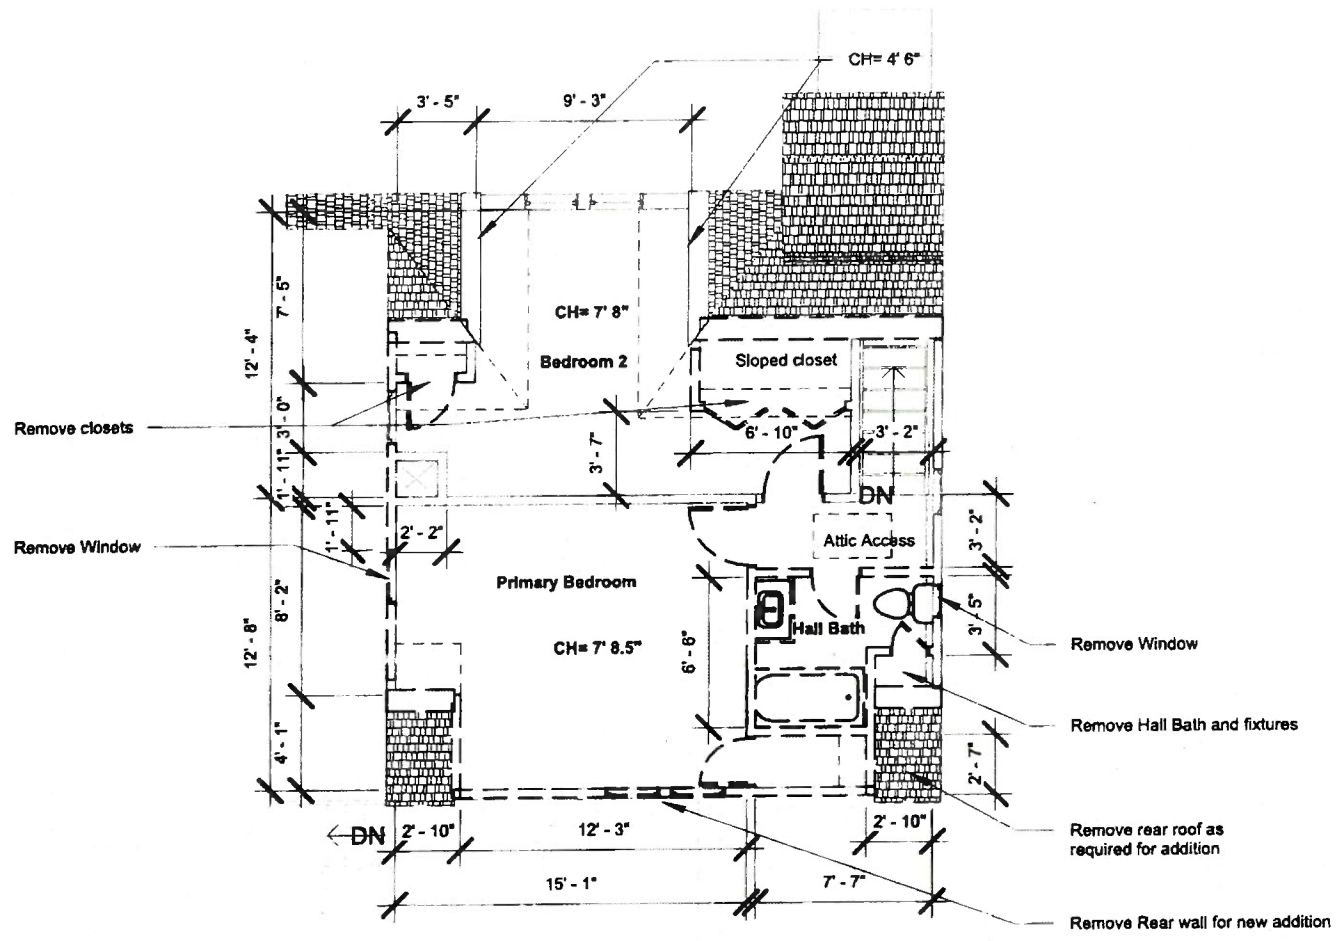 CH= 4' 6"
3' - 5"
9' - 3"
7' - 5"
12' - 4"
CH= 7' 8"
Bedroom 2
Sloped closet
Remove closets
3' - 0"
3' - 7"
6' - 10"
3' - 2"
1' - 11"
DN
1' - 11"
2' - 2"
Attic Access
3' - 2"
Remove Window
Primary Bedroom
8' - 2"
3' - 5"
Hall Bath
12' - 8"
CH= 7' 8.5"
6' - 6"
Remove Window
Remove Hall Bath and fixtures
4' - 1"
2' - 7"
DN
2' - 10"
12' - 3"
2' - 10"
Remove rear roof as
required for addition
15' - 1"
7' - 7"
Remove Rear wall for new addition